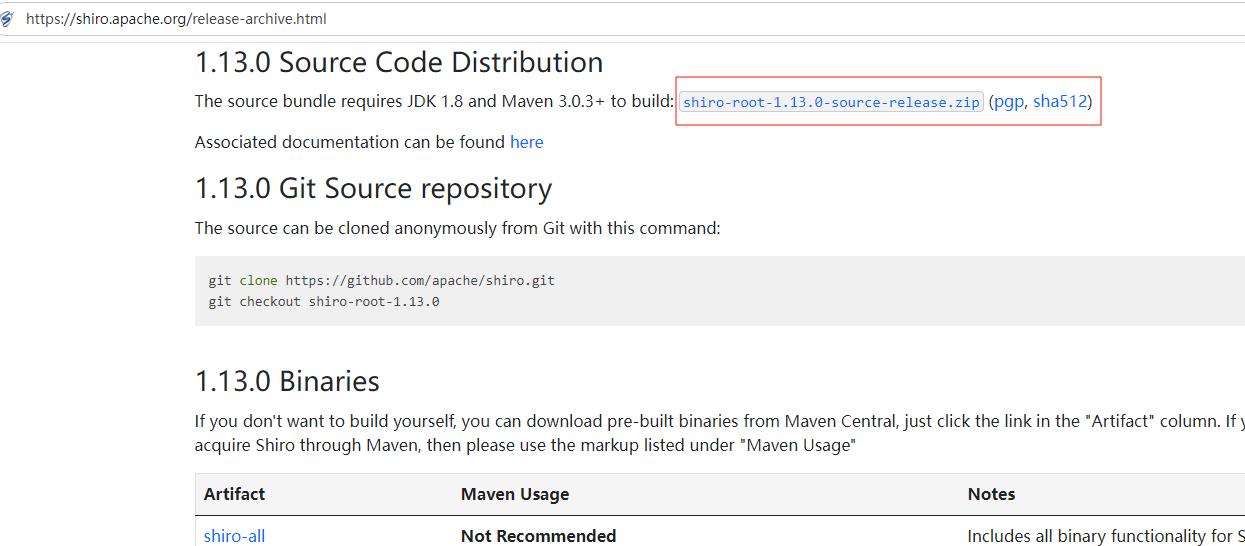 https://shiro.apache.org/release-archive.html
1.13.0 Source Code Distribution
The source bundle requires JDK 1.8 and Maven 3.0.3+ to build: shiro-root-1.13.0-source-release.zip (pgp, sha512)
Associated documentation can be found here
1.13.0 Git Source repository
The source can be cloned anonymously from Git with this command:
git clone https://github.com/apache/shiro.git
git checkout shiro-root-1.13.0
1.13.0 Binaries
If you don't want to build yourself, you can download pre-built binaries from Maven Central, just click the link in the "Artifact" column. If
acquire Shiro through Maven, then please use the markup listed under "Maven Usage"
Artifact Maven Usage Notes
shiro-all Not Recommended Includes all binary functionality for